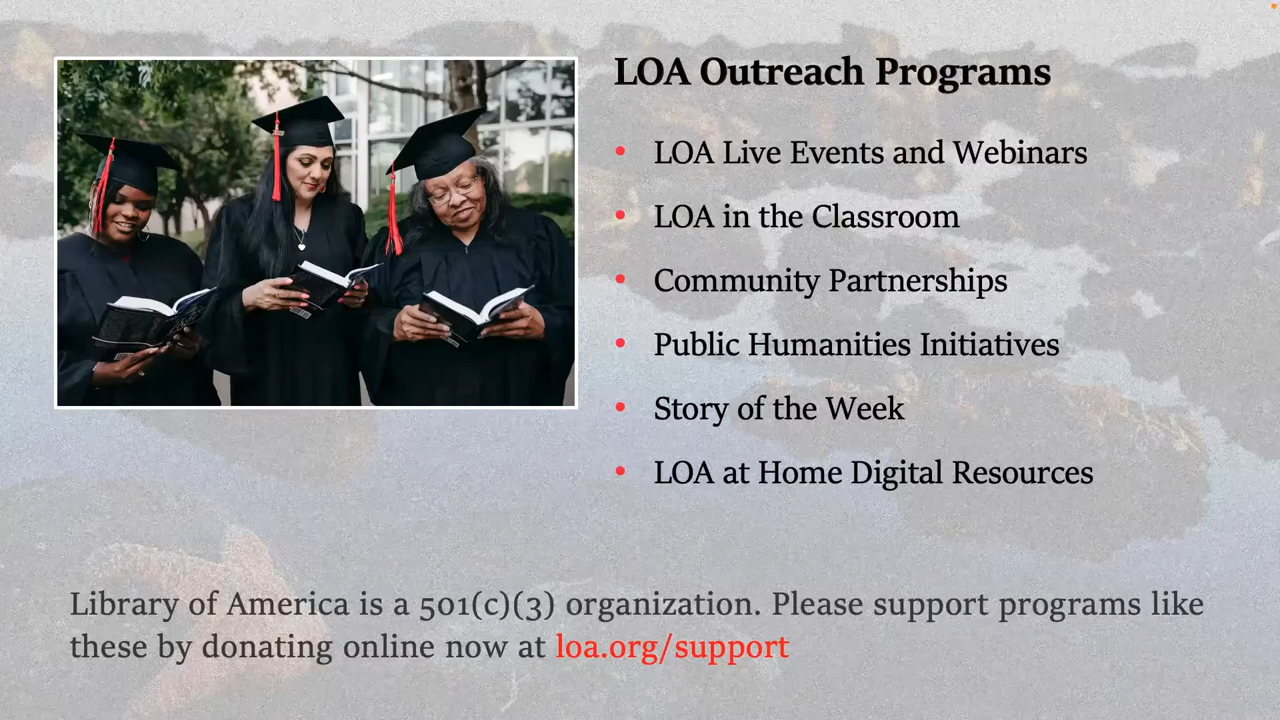 LOA Outreach Programs
• LOA Live Events and Webinars
• LOA in the Classroom
• Community Partnerships
• Public Humanities Initiatives
• Story of the Week
• LOA at Home Digital Resources
Library of America is a 501(c)(3) organization. Please support programs like
these by donating online now at loa.org/support